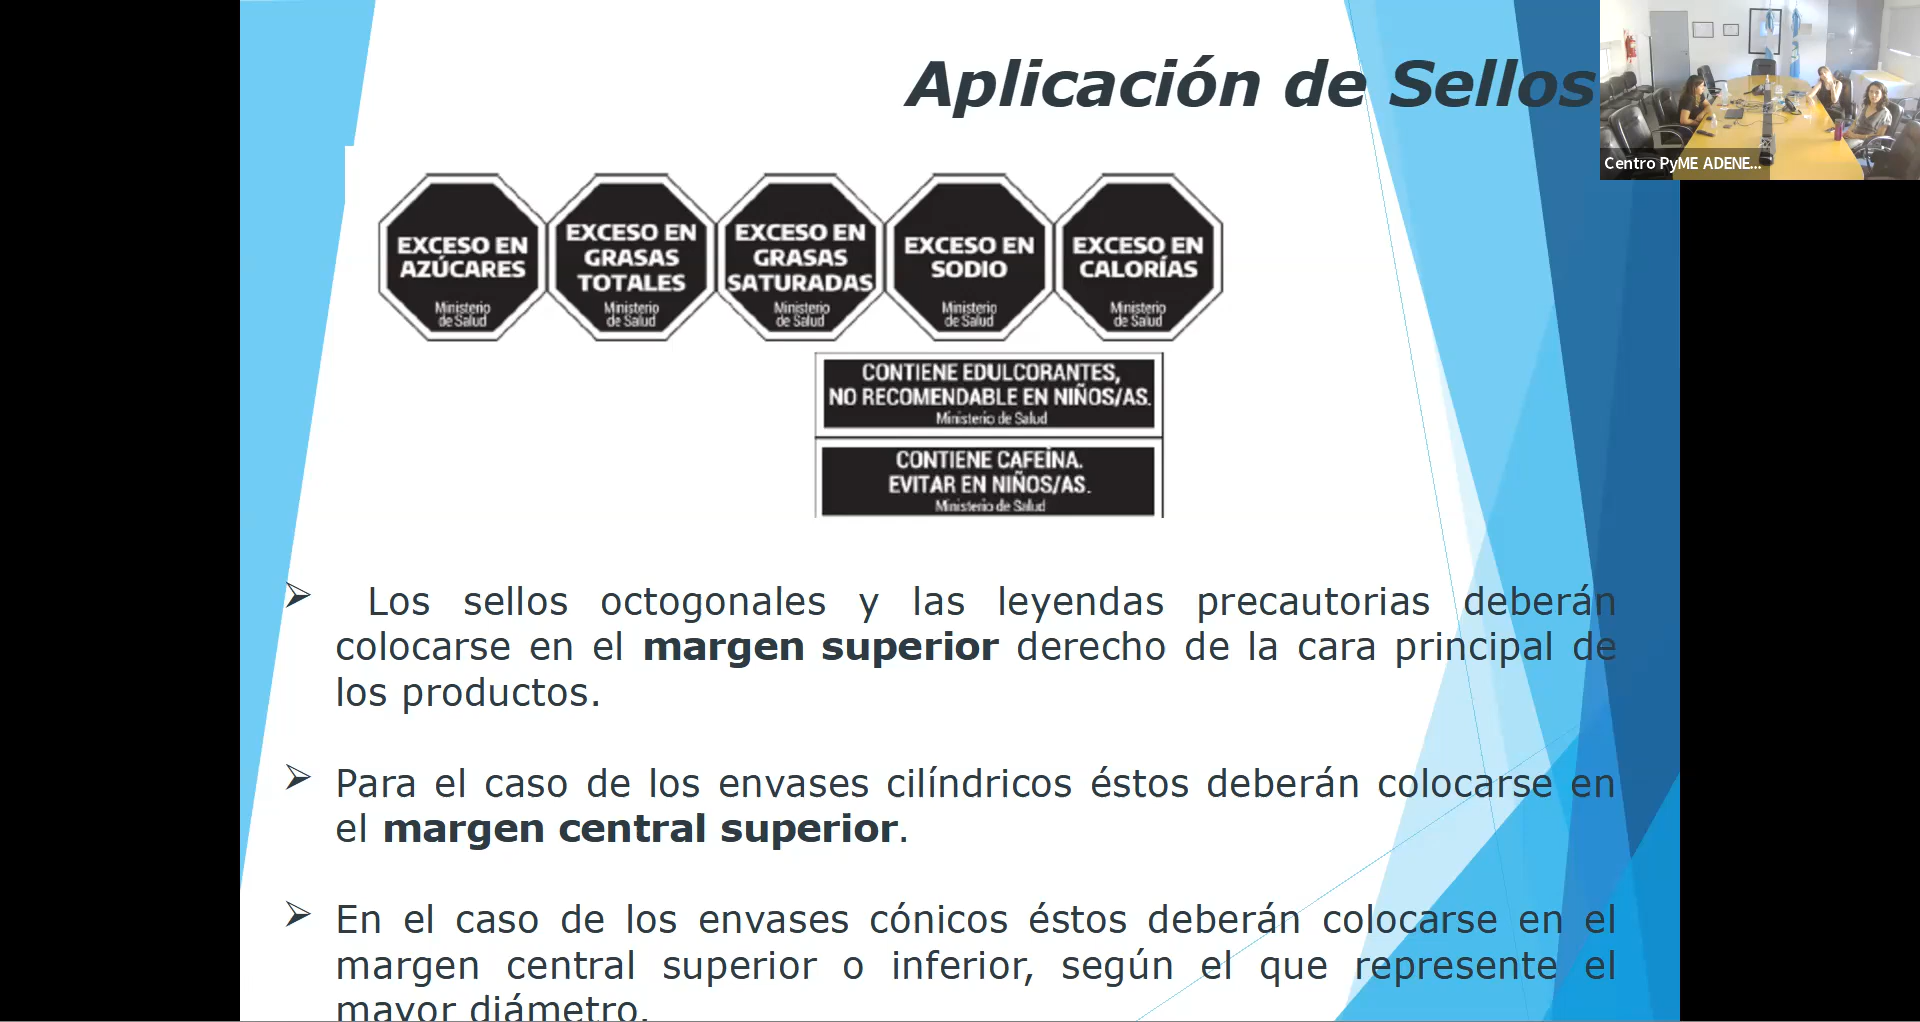 Aplicación de Sellos
EXCESO EN
AZÚCARES
Ministerio
de Salud
EXCESO EN
GRASAS
TOTALES
Ministerio
de Salud
EXCESO EN
GRASAS
SATURADAS
Ministerio
de Salud
EXCESO EN
SODIO
Ministerio
de Salud
EXCESO EN
CALORÍAS
Ministerio
de Salud
CONTIENE EDULCORANTES,
NO RECOMENDABLE EN NIÑOS/AS.
Ministerio de Salud
CONTIENE CAFEÍNA.
EVITAR EN NIÑOS/AS.
Ministerio de Salud
Centro PyME ADENE...
➢ Los sellos octogonales y las leyendas precautorias deberán
colocarse en el margen superior derecho de la cara principal de
los productos.
➢ Para el caso de los envases cilíndricos éstos deberán colocarse en
el margen central superior.
➢ En el caso de los envases cónicos éstos deberán colocarse en el
margen central superior o inferior, según el que represente el
mayor diámetro.